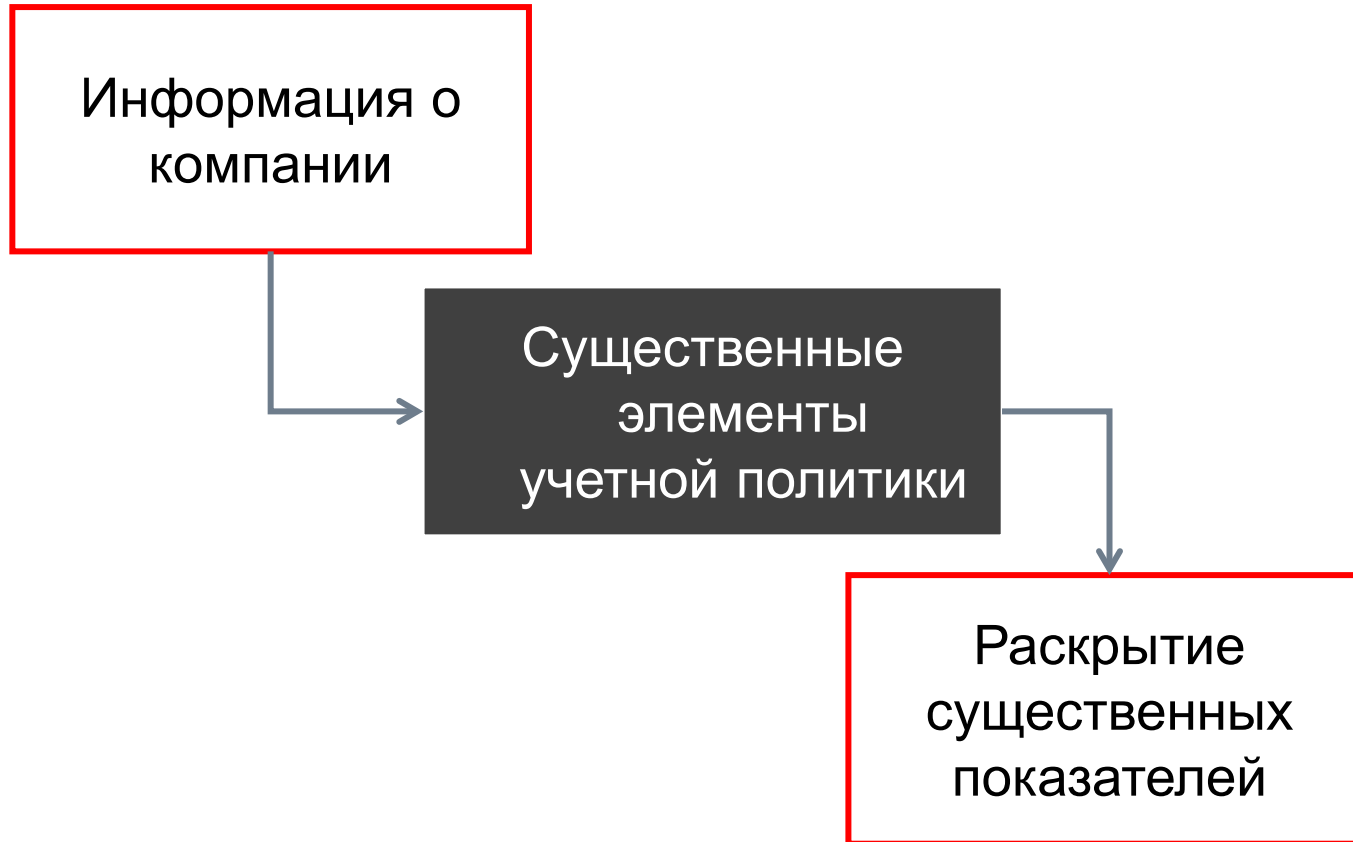 Информация о
компании
Существенные
элементы
учетной политики
Раскрытие
существенных
показателей